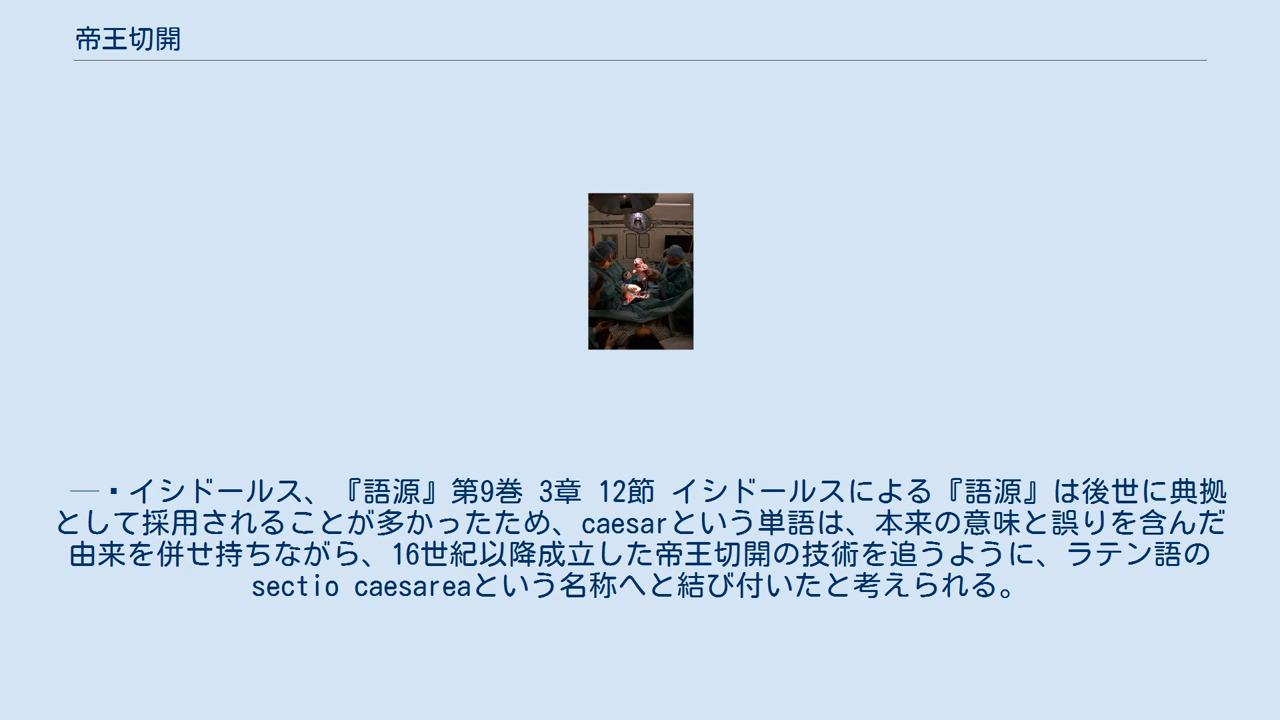 帝王切開
―・イシドールス、『語源』第9巻 3章 12節 イシドールスによる『語源』は後世に典拠
として採用されることが多かったため、caesarという単語は、本来の意味と誤りを含んだ
由来を併せ持ちながら、16世紀以降成立した帝王切開の技術を追うように、ラテン語の
sectio caesareaという名称へと結び付いたと考えられる。